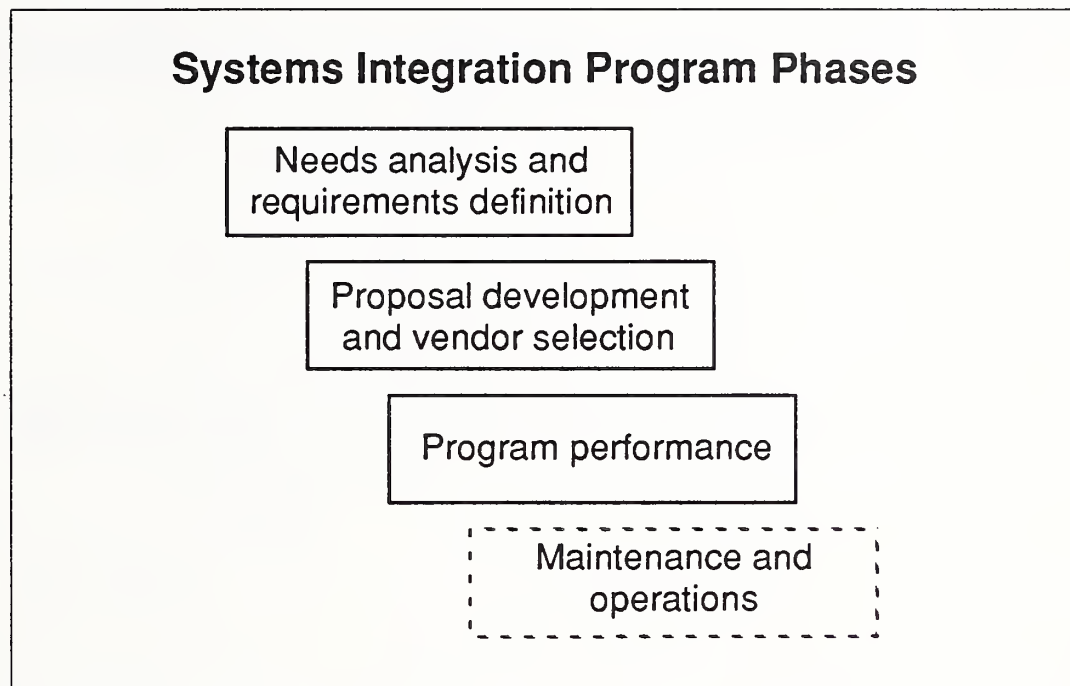 Systems Integration Program Phases
Needs analysis and
requirements definition
Proposal development
and vendor selection
Program performance
Maintenance and
operations